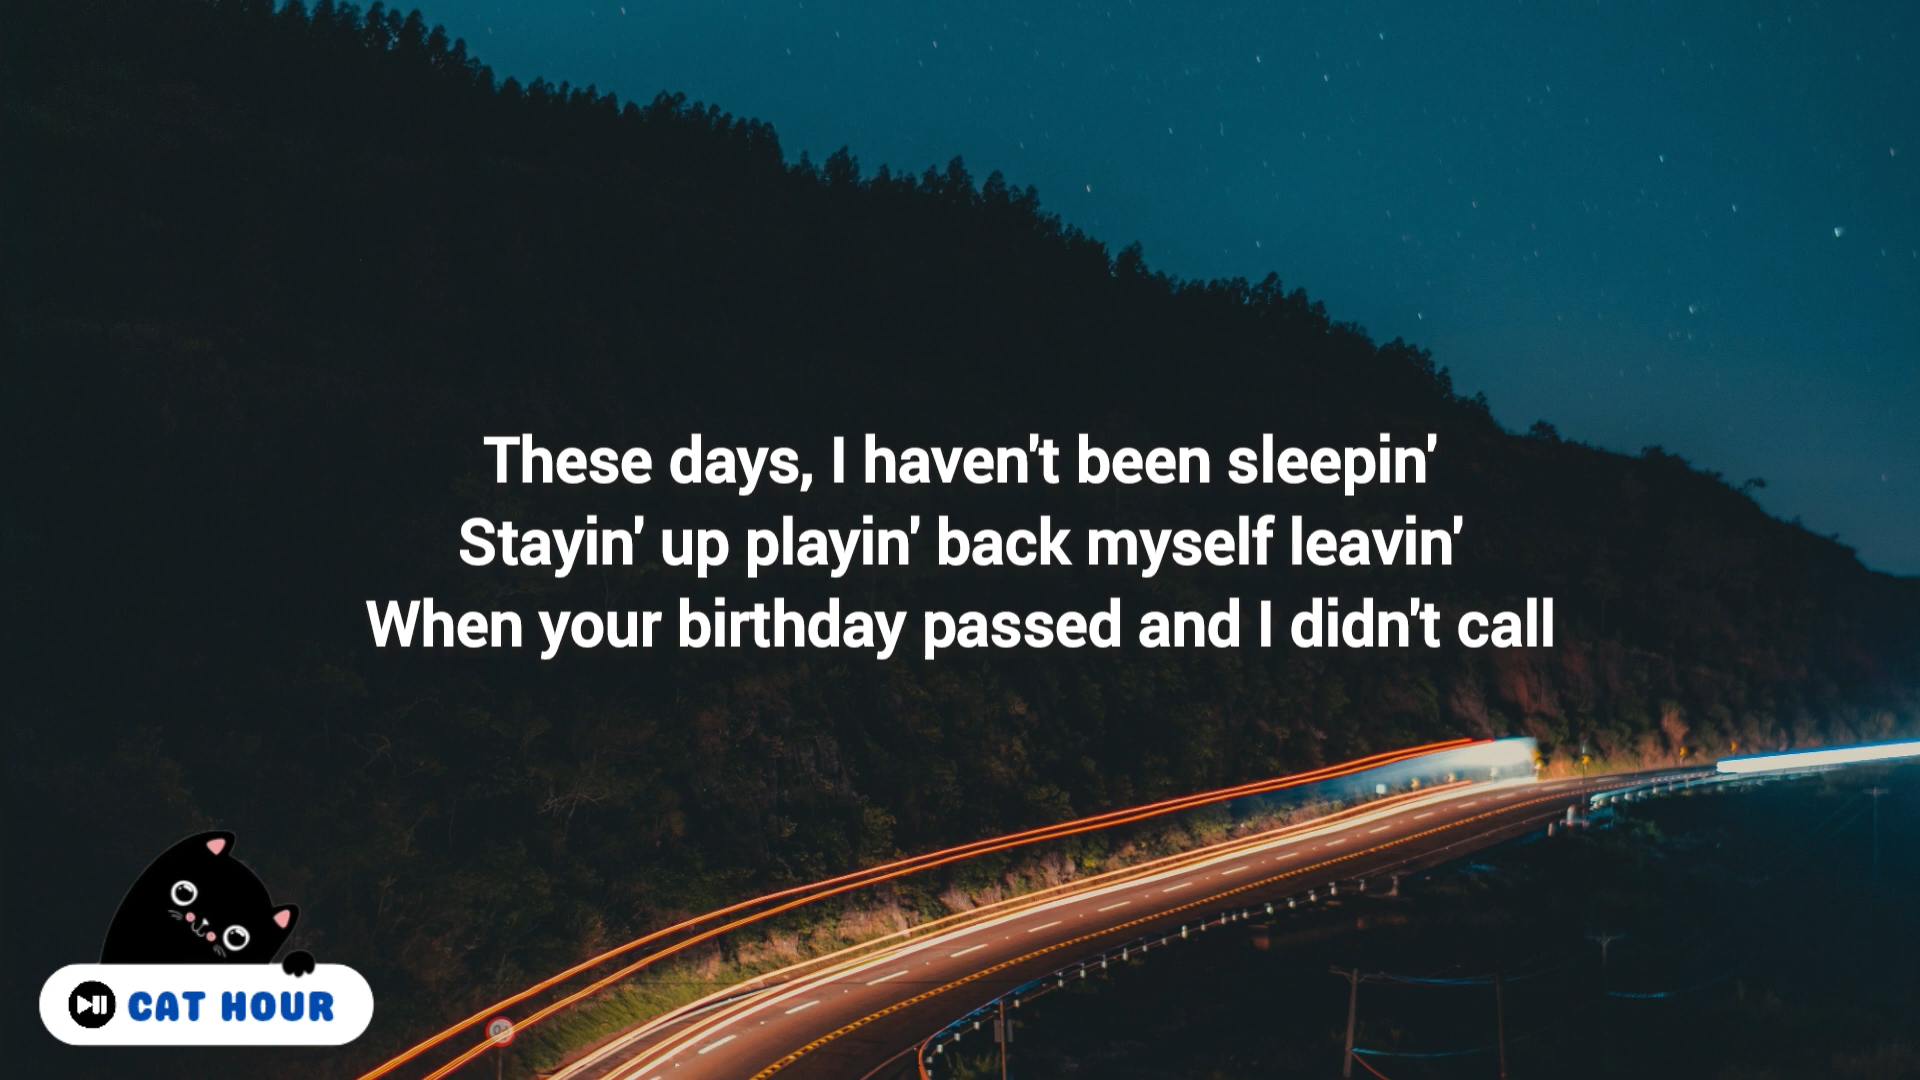 These days, I haven't been sleepin'
Stayin' up playin' back myself leavin'
When your birthday passed and I didn't call
CAT HOUR